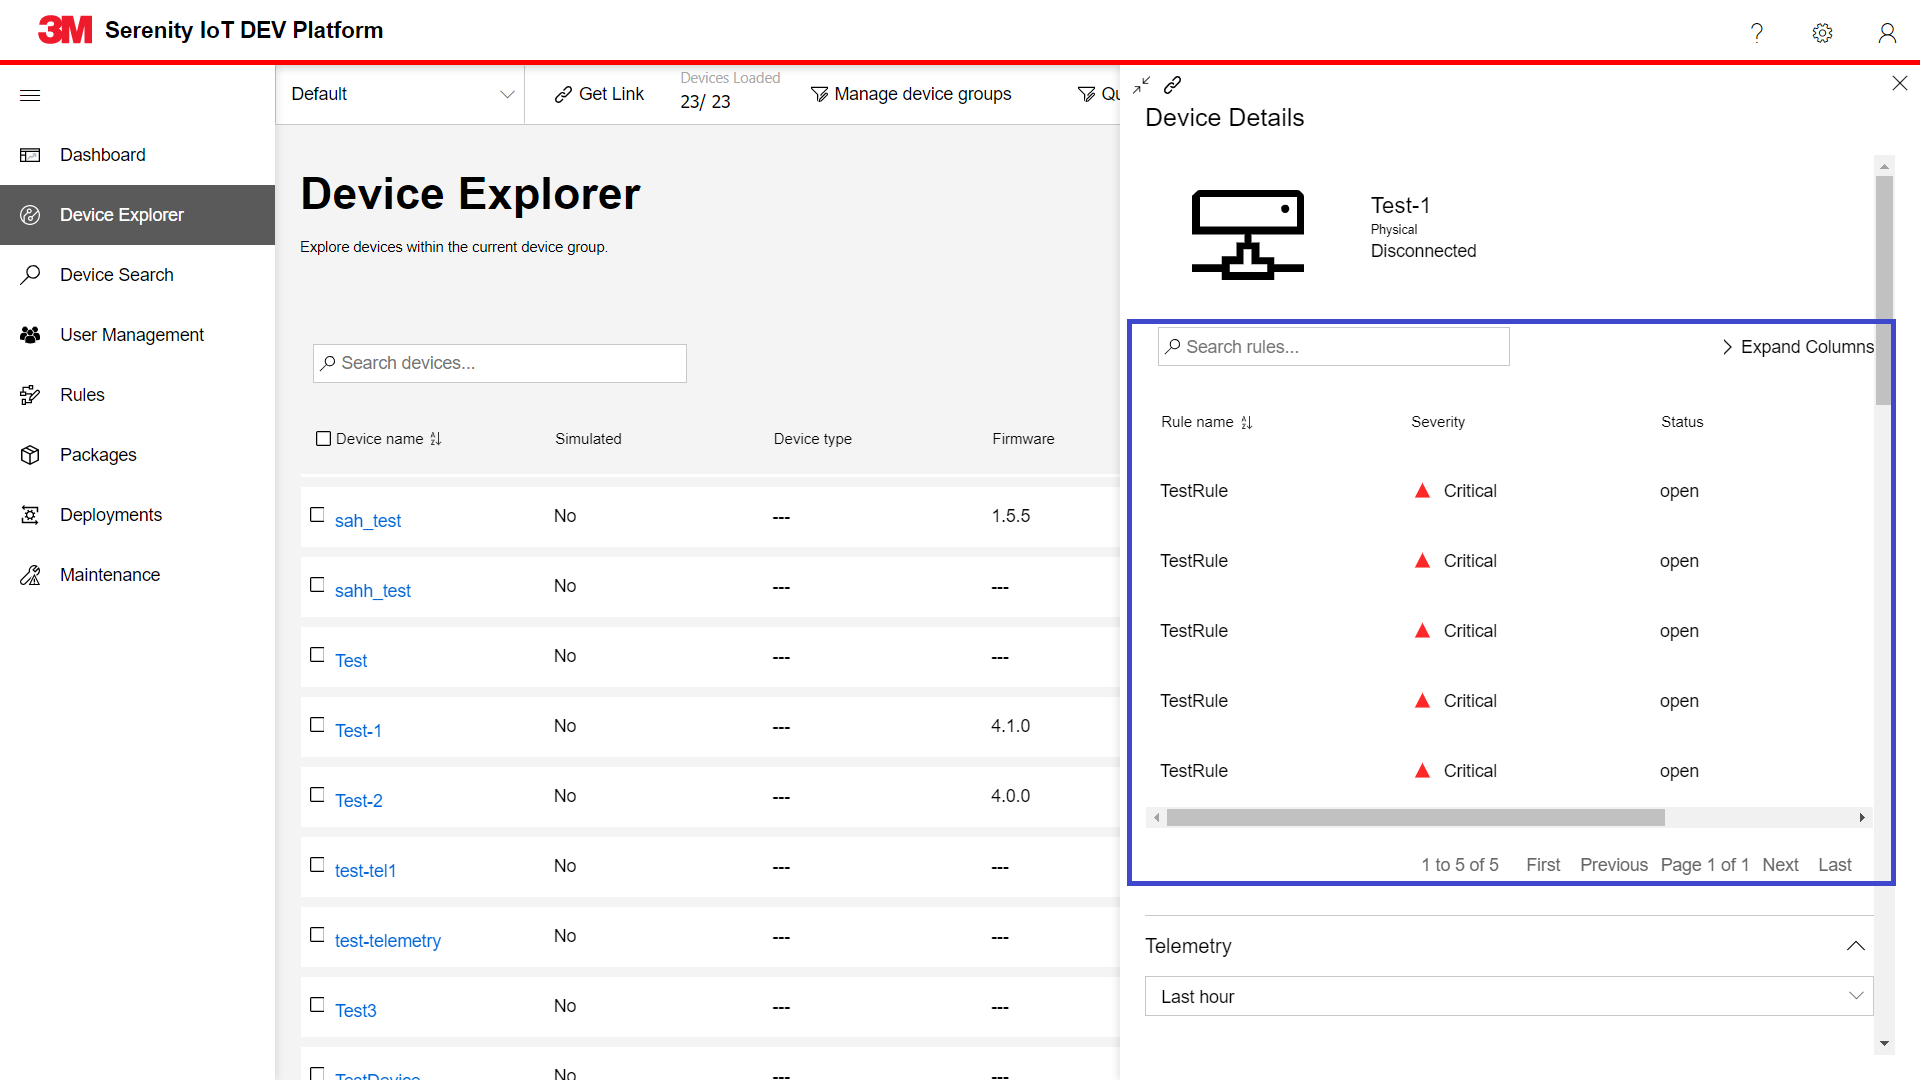 3M Serenity IoT DEV Platform
?
Default
Get Link
Devices Loaded
23/ 23
Manage device groups
Qu
Dashboard
Device Explorer
Device Search
User Management
Rules
Packages
Deployments
Maintenance
Device Explorer
Explore devices within the current device group.
Search devices...
Device name Simulated Device type Firmware
sah_test No --- 1.5.5
sahh_test No --- ---
Test No --- ---
Test-1 No --- 4.1.0
Test-2 No --- 4.0.0
test-tel1 No --- ---
test-telemetry No --- ---
Test3 No --- ---
TestDevice No --- ---
Device Details
Test-1
Physical
Disconnected
Search rules...
Expand Columns
Rule name Severity Status
TestRule Critical open
TestRule Critical open
TestRule Critical open
TestRule Critical open
TestRule Critical open
1 to 5 of 5 First Previous Page 1 of 1 Next Last
Telemetry
Last hour